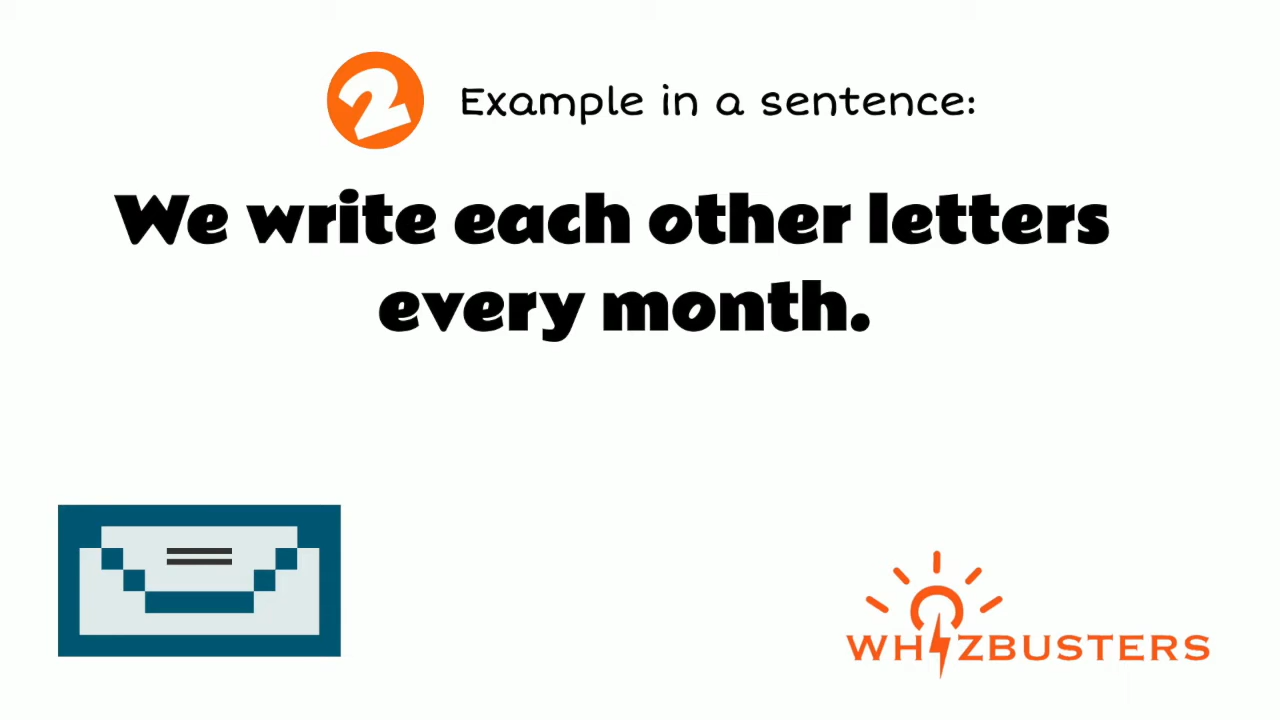 2 Example in a sentence:
We write each other letters
every month.
WHIZBUSTERS